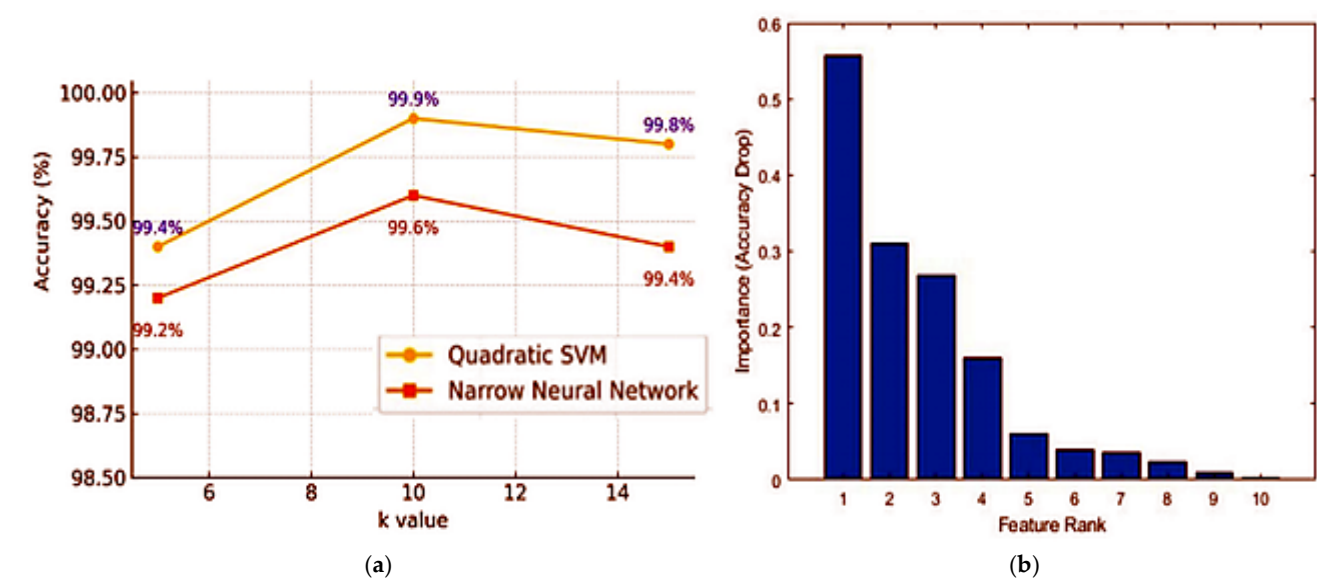 100.00
99.75
99.50
99.25
99.00
98.75
98.50
Accuracy (%)
99.4%
99.9%
99.8%
99.2%
99.6%
99.4%
Quadratic SVM
Narrow Neural Network
6 8 10 12 14
k value
(a)
0.6
0.5
0.4
0.3
0.2
0.1
0
Importance (Accuracy Drop)
1 2 3 4 5 6 7 8 9 10
Feature Rank
(b)